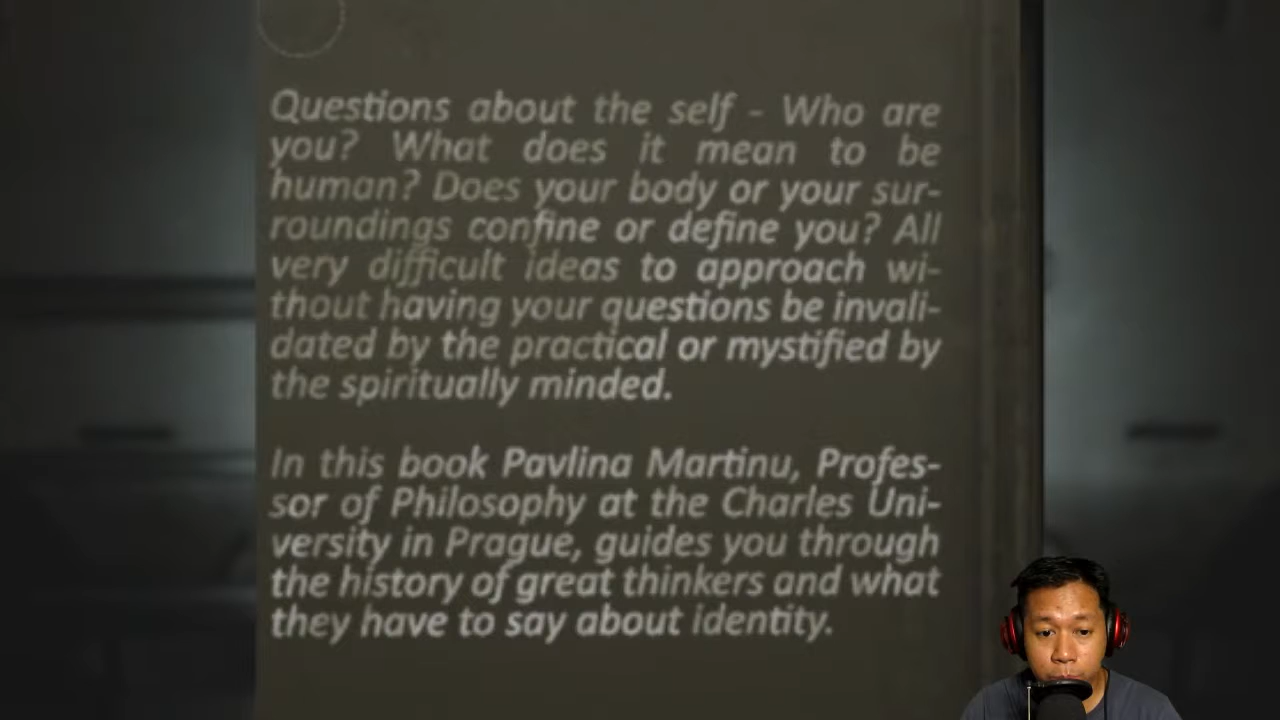 Questions about the self - Who are
you? What does it mean to be
human? Does your body or your sur-
roundings confine or define you? All
very difficult ideas to approach wi-
thout having your questions be invali-
dated by the practical or mystified by
the spiritually minded.
In this book Pavlina Martinu, Profes-
sor of Philosophy at the Charles Uni-
versity in Prague, guides you through
the history of great thinkers and what
they have to say about identity.